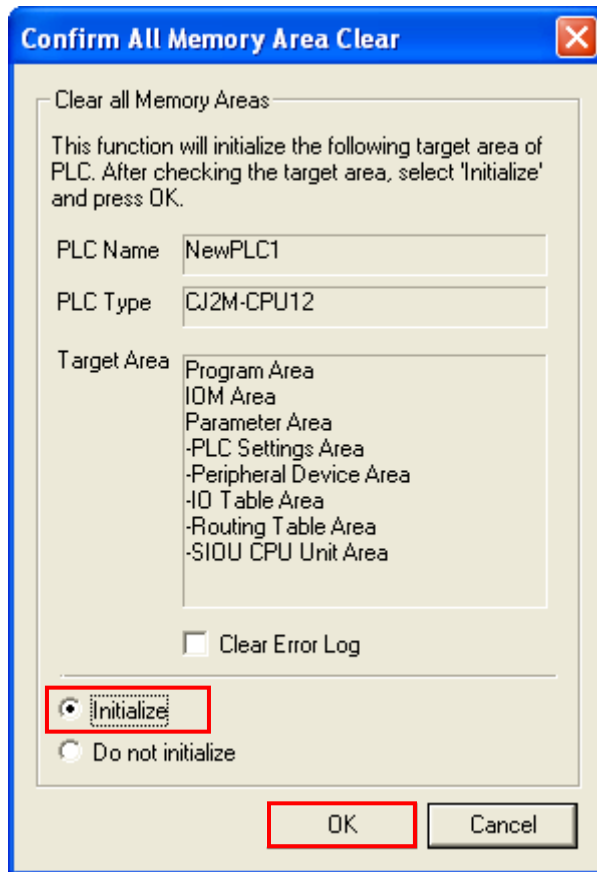 Confirm All Memory Area Clear
Clear all Memory Areas
This function will initialize the following target area of
PLC. After checking the target area, select 'Initialize'
and press OK.
PLC Name NewPLC1
PLC Type CJ2M-CPU12
Target Area Program Area
IOM Area
Parameter Area
-PLC Settings Area
-Peripheral Device Area
-IO Table Area
-Routing Table Area
-SIOU CPU Unit Area
Clear Error Log
Initialize
Do not initialize
OK Cancel